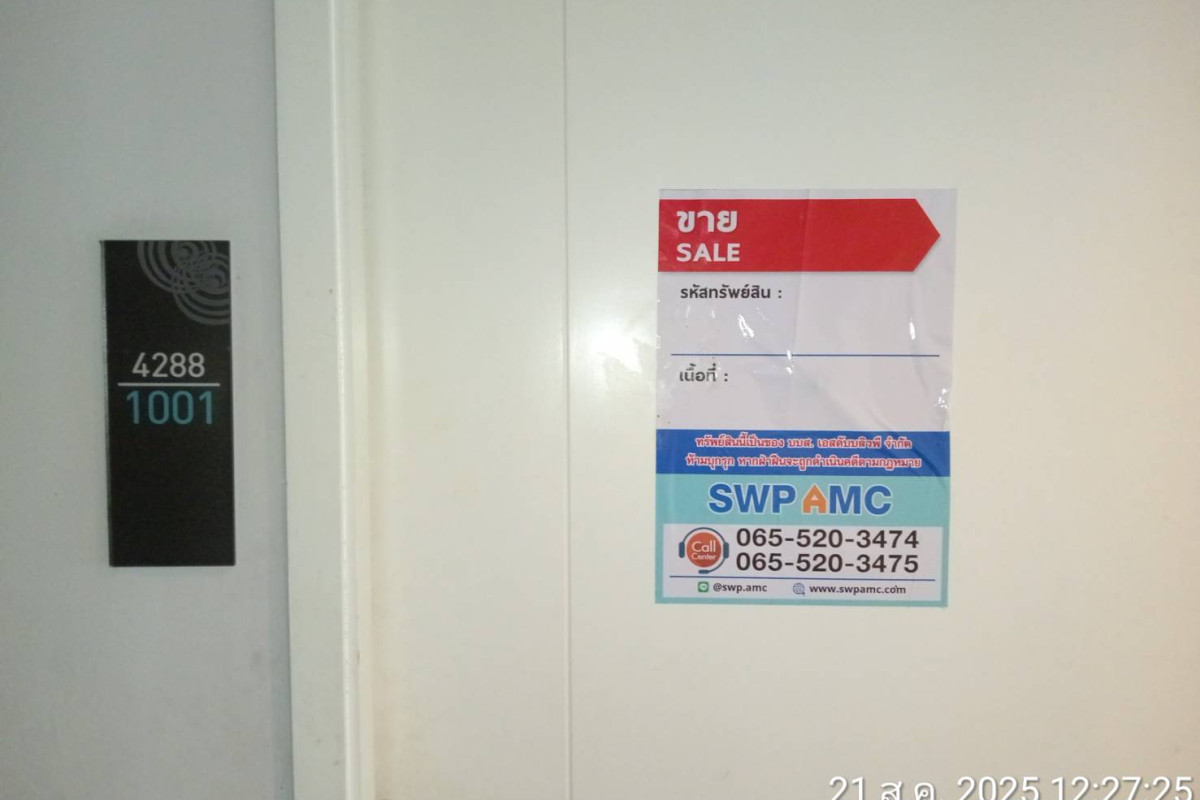 4288
1001
ขาย
SALE
รหัสทรัพย์สิน :
เนื้อที่ :
ทรัพย์สินนี้เป็นของ บบส. เอสดับบลิวพี จำกัด
ห้ามบุกรุก หากฝ่าฝืนจะถูกดำเนินคดีตามกฎหมาย
SWP AMC
Call Center
065-520-3474
065-520-3475
@swp.amc www.swpamc.com
21 ส.ค. 2025 12:27:25